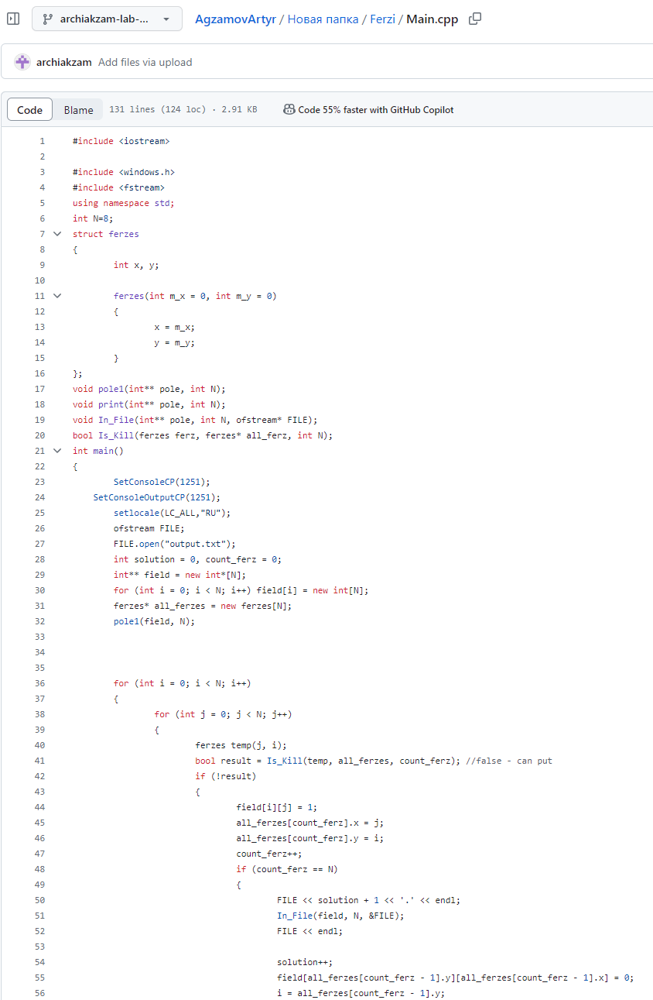 archiakzam-lab-...
AgzamovArtyr / Новая папка / Ferzi / Main.cpp
archiakzam Add files via upload
Code Blame 131 lines (124 loc) · 2.91 KB Code 55% faster with GitHub Copilot
1 #include <iostream>
2
3 #include <windows.h>
4 #include <fstream>
5 using namespace std;
6 int N=8;
7 struct ferzes
8 {
9 int x, y;
10
11 ferzes(int m_x = 0, int m_y = 0)
12 {
13 x = m_x;
14 y = m_y;
15 }
16 };
17 void pole1(int** pole, int N);
18 void print(int** pole, int N);
19 void In_File(int** pole, int N, ofstream* FILE);
20 bool Is_Kill(ferzes ferz, ferzes* all_ferz, int N);
21 int main()
22 {
23 SetConsoleCP(1251);
24 SetConsoleOutputCP(1251);
25 setlocale(LC_ALL,"RU");
26 ofstream FILE;
27 FILE.open("output.txt");
28 int solution = 0, count_ferz = 0;
29 int** field = new int*[N];
30 for (int i = 0; i < N; i++) field[i] = new int[N];
31 ferzes* all_ferzes = new ferzes[N];
32 pole1(field, N);
33
34
35
36 for (int i = 0; i < N; i++)
37 {
38 for (int j = 0; j < N; j++)
39 {
40 ferzes temp(j, i);
41 bool result = Is_Kill(temp, all_ferzes, count_ferz); //false - can put
42 if (!result)
43 {
44 field[i][j] = 1;
45 all_ferzes[count_ferz].x = j;
46 all_ferzes[count_ferz].y = i;
47 count_ferz++;
48 if (count_ferz == N)
49 {
50 FILE << solution + 1 << '.' << endl;
51 In_File(field, N, &FILE);
52 FILE << endl;
53
54 solution++;
55 field[all_ferzes[count_ferz - 1].y][all_ferzes[count_ferz - 1].x] = 0;
56 i = all_ferzes[count_ferz - 1].y;